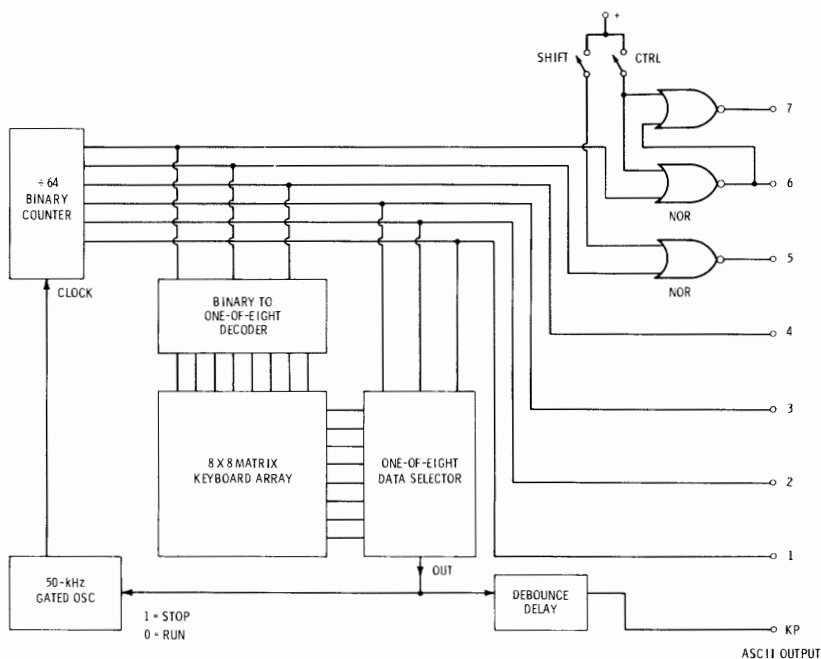 +
SHIFT
CTRL
7
÷ 64
BINARY
COUNTER
6
NOR
5
NOR
CLOCK
BINARY TO
ONE-OF-EIGHT
DECODER
4
3
8 X 8 MATRIX
KEYBOARD ARRAY
ONE-OF-EIGHT
DATA SELECTOR
2
1
OUT
50-kHz
GATED OSC
1 = STOP
0 = RUN
DEBOUNCE
DELAY
KP
ASCII OUTPUT